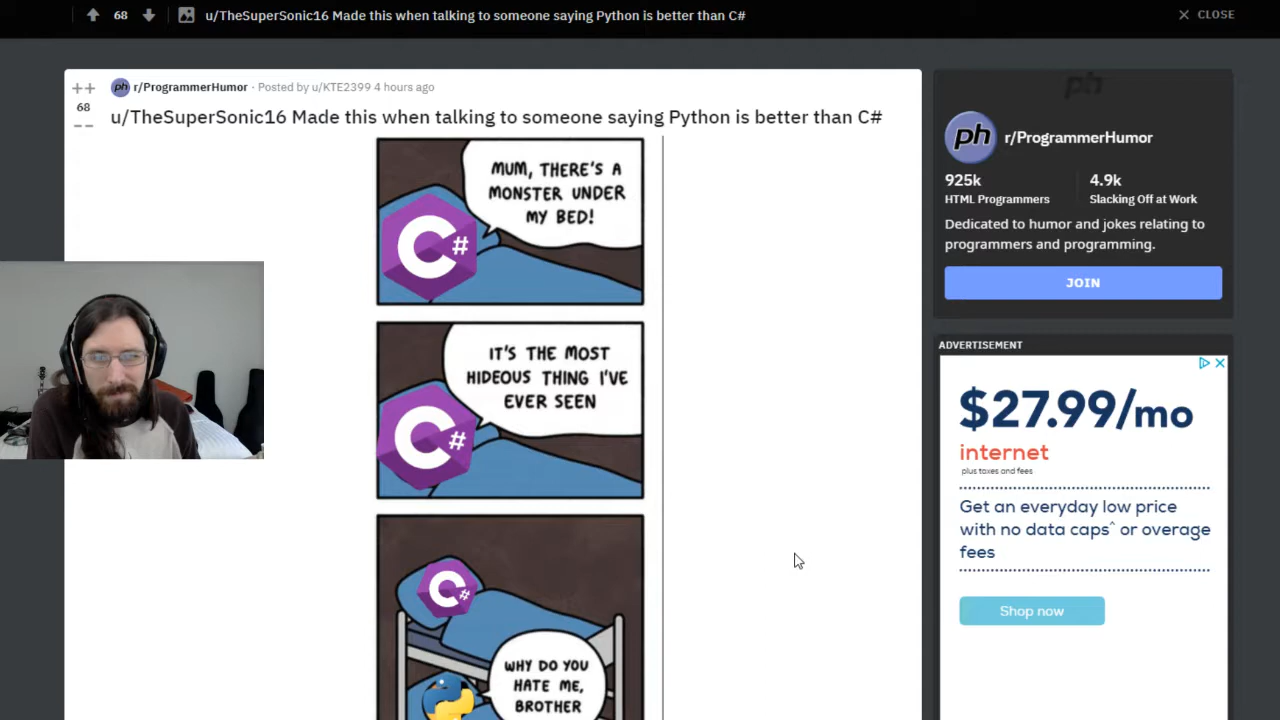 68 u/TheSuperSonic16 Made this when talking to someone saying Python is better than C# CLOSE
ph r/ProgrammerHumor · Posted by u/KTE2399 4 hours ago
68
u/TheSuperSonic16 Made this when talking to someone saying Python is better than C#
MUM, THERE'S A
MONSTER UNDER
MY BED!
C#
IT'S THE MOST
HIDEOUS THING I'VE
EVER SEEN
C#
C#
WHY DO YOU
HATE ME,
BROTHER
ph
ph r/ProgrammerHumor
925k 4.9k
HTML Programmers Slacking Off at Work
Dedicated to humor and jokes relating to
programmers and programming.
JOIN
ADVERTISEMENT
$27.99/mo
internet
plus taxes and fees
Get an everyday low price
with no data caps^ or overage
fees
Shop now